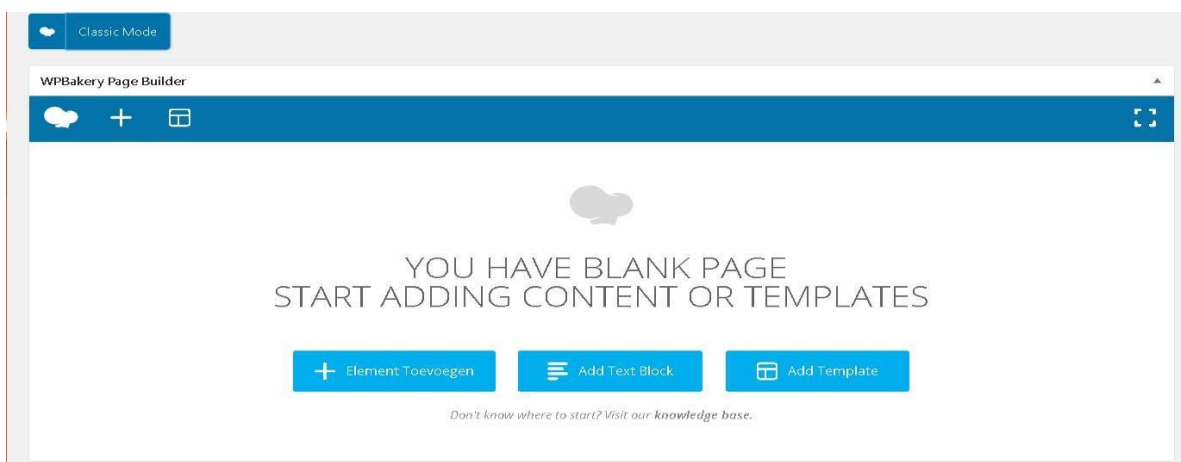 Classic Mode
WPBakery Page Builder
YOU HAVE BLANK PAGE
START ADDING CONTENT OR TEMPLATES
Element Toevoegen
Add Text Block
Add Template
Don't know where to start? Visit our knowledge base.